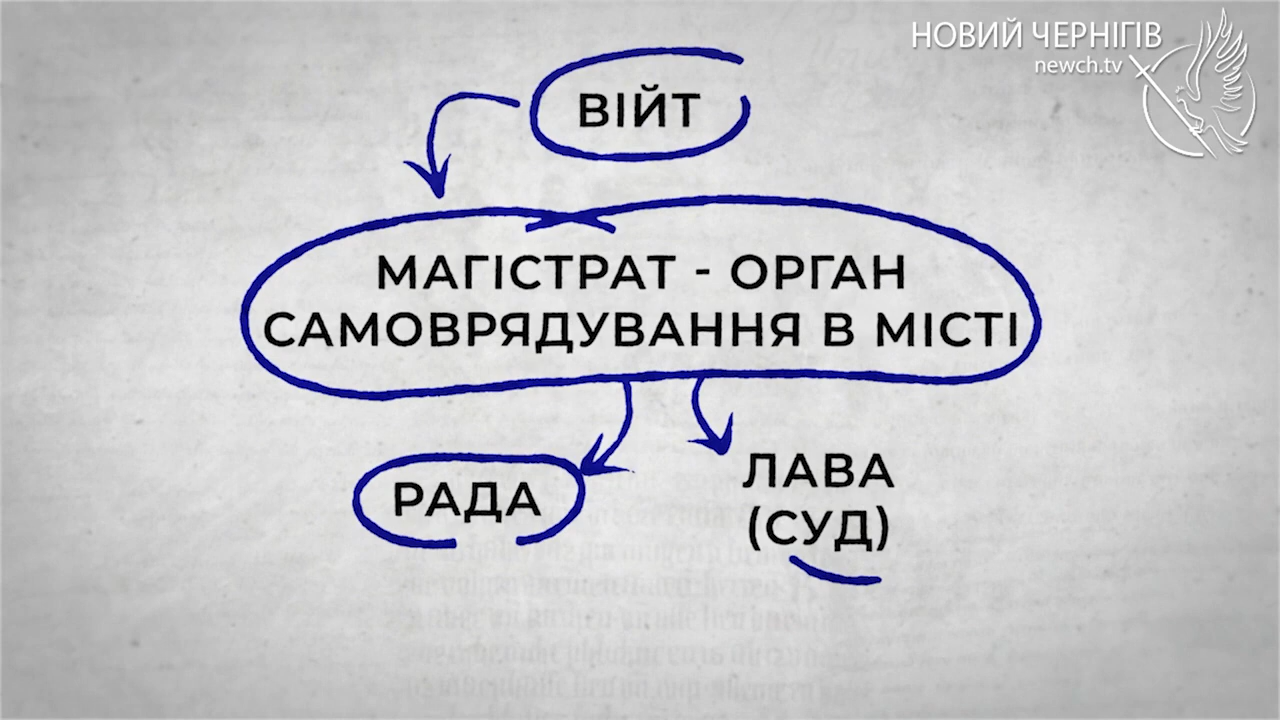 НОВИЙ ЧЕРНІГІВ
newch.tv
ВІЙТ
МАГІСТРАТ - ОРГАН
САМОВРЯДУВАННЯ В МІСТІ
РАДА
ЛАВА
(СУД)